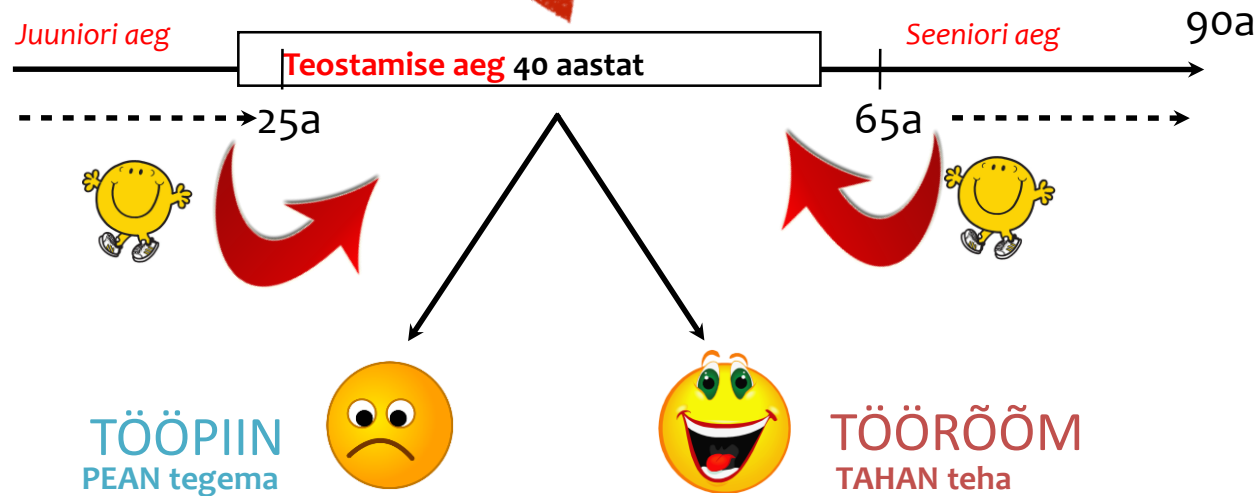 Juuniori aeg
Seeniori aeg
90a
Teostamise aeg 40 aastat
25a
65a
TÖÖPIIN
PEAN tegema
TÖÖRÕÕM
TAHAN teha